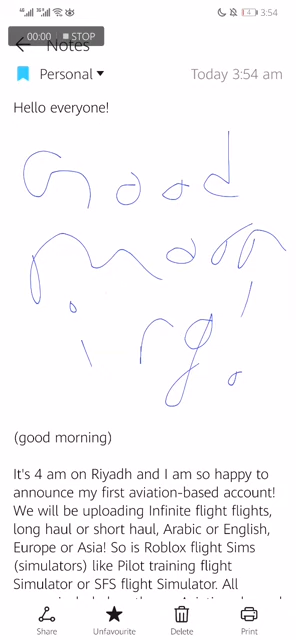 3:54
00:00 STOP
Notes
Personal
Today 3:54 am
Hello everyone!
Good
morn
ing!
(good morning)
It's 4 am on Riyadh and I am so happy to
announce my first aviation-based account!
We will be uploading Infinite flight flights,
long haul or short haul, Arabic or English,
Europe or Asia! So is Roblox flight Sims
(simulators) like Pilot training flight
Simulator or SFS flight Simulator. All
Share
Unfavourite
Delete
Print